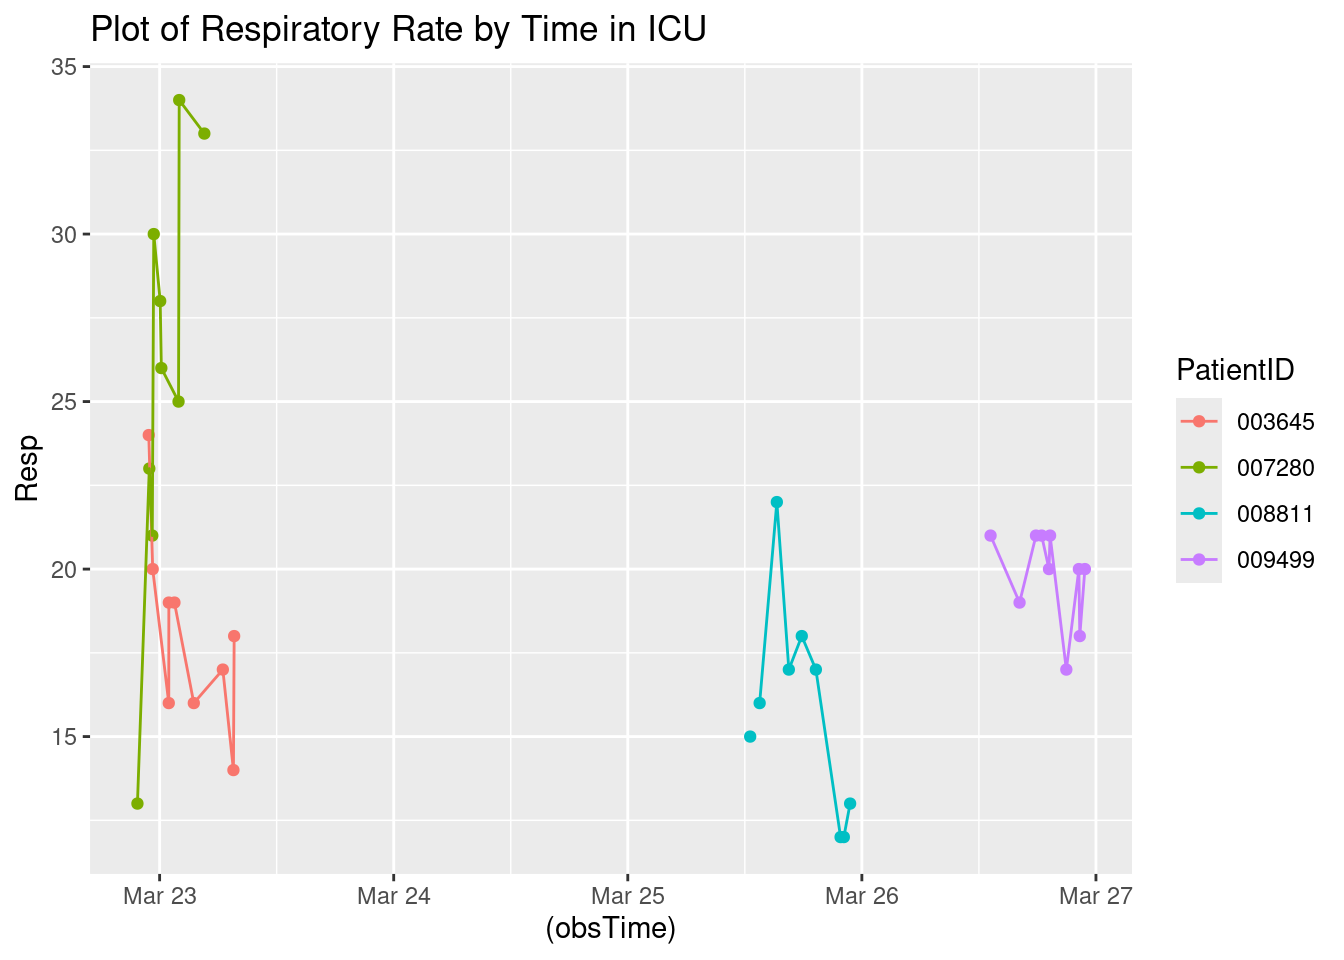 Plot of Respiratory Rate by Time in ICU
35
30
25
20
15
Resp
Mar 23
Mar 24
Mar 25
Mar 26
Mar 27
(obsTime)
PatientID
003645
007280
008811
009499